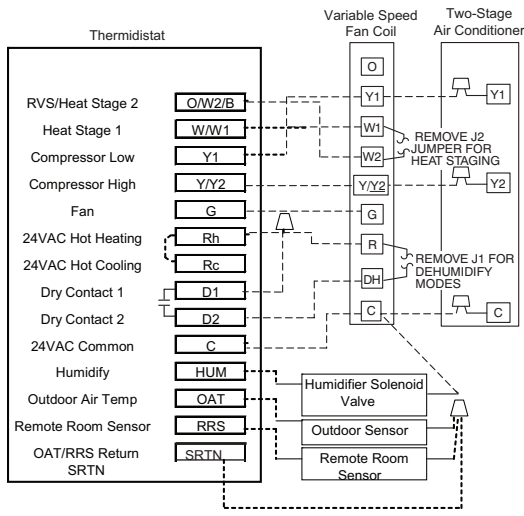 Variable Speed
Fan Coil
Two-Stage
Air Conditioner
Thermidistat
RVS/Heat Stage 2
O/W2/B
Heat Stage 1
W/W1
Compressor Low
Y1
Compressor High
Y/Y2
Fan
G
24VAC Hot Heating
Rh
24VAC Hot Cooling
Rc
Dry Contact 1
D1
Dry Contact 2
D2
24VAC Common
C
Humidify
HUM
Outdoor Air Temp
OAT
Remote Room Sensor
RRS
OAT/RRS Return
SRTN
SRTN
O
Y1
W1
W2
Y/Y2
G
R
DH
C
REMOVE J2
JUMPER FOR
HEAT STAGING
REMOVE J1 FOR
DEHUMIDIFY
MODES
Y1
Y2
C
Humidifier Solenoid
Valve
Outdoor Sensor
Remote Room
Sensor